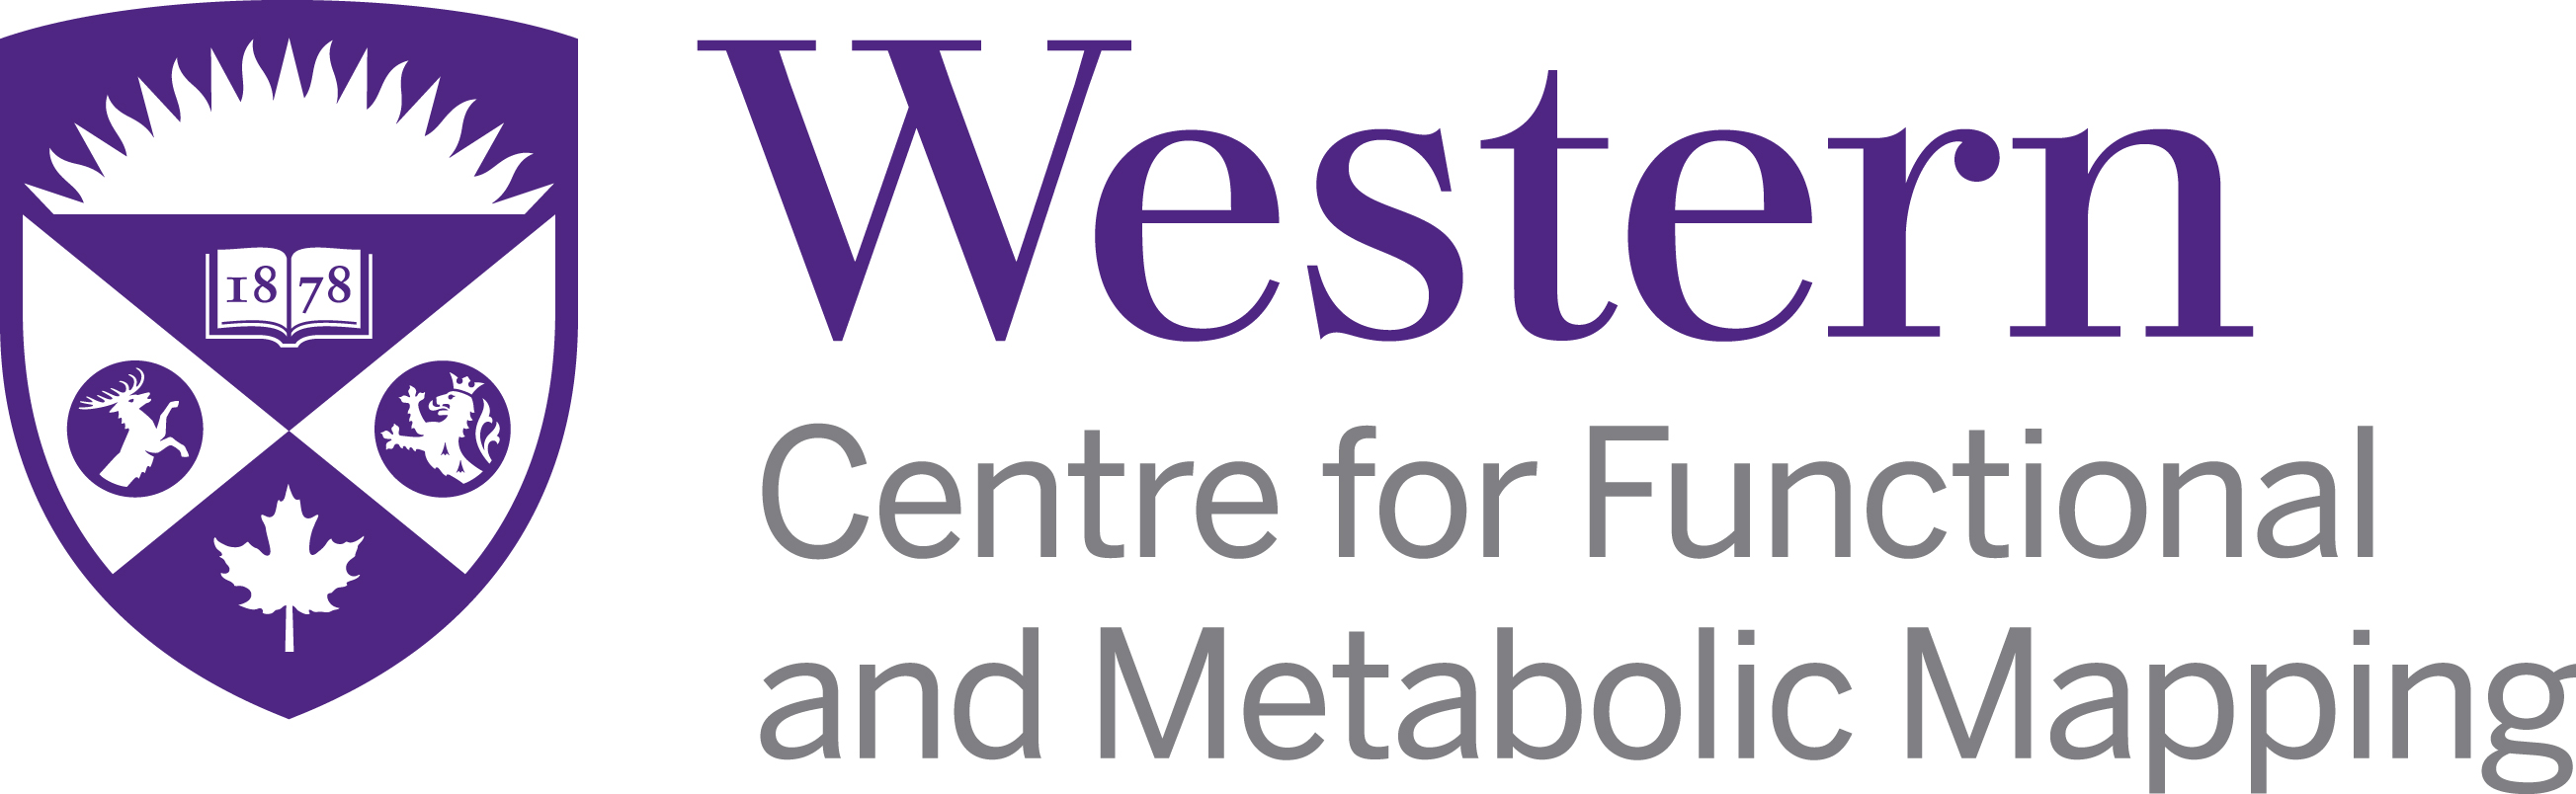 1878
Western
Centre for Functional
and Metabolic Mapping